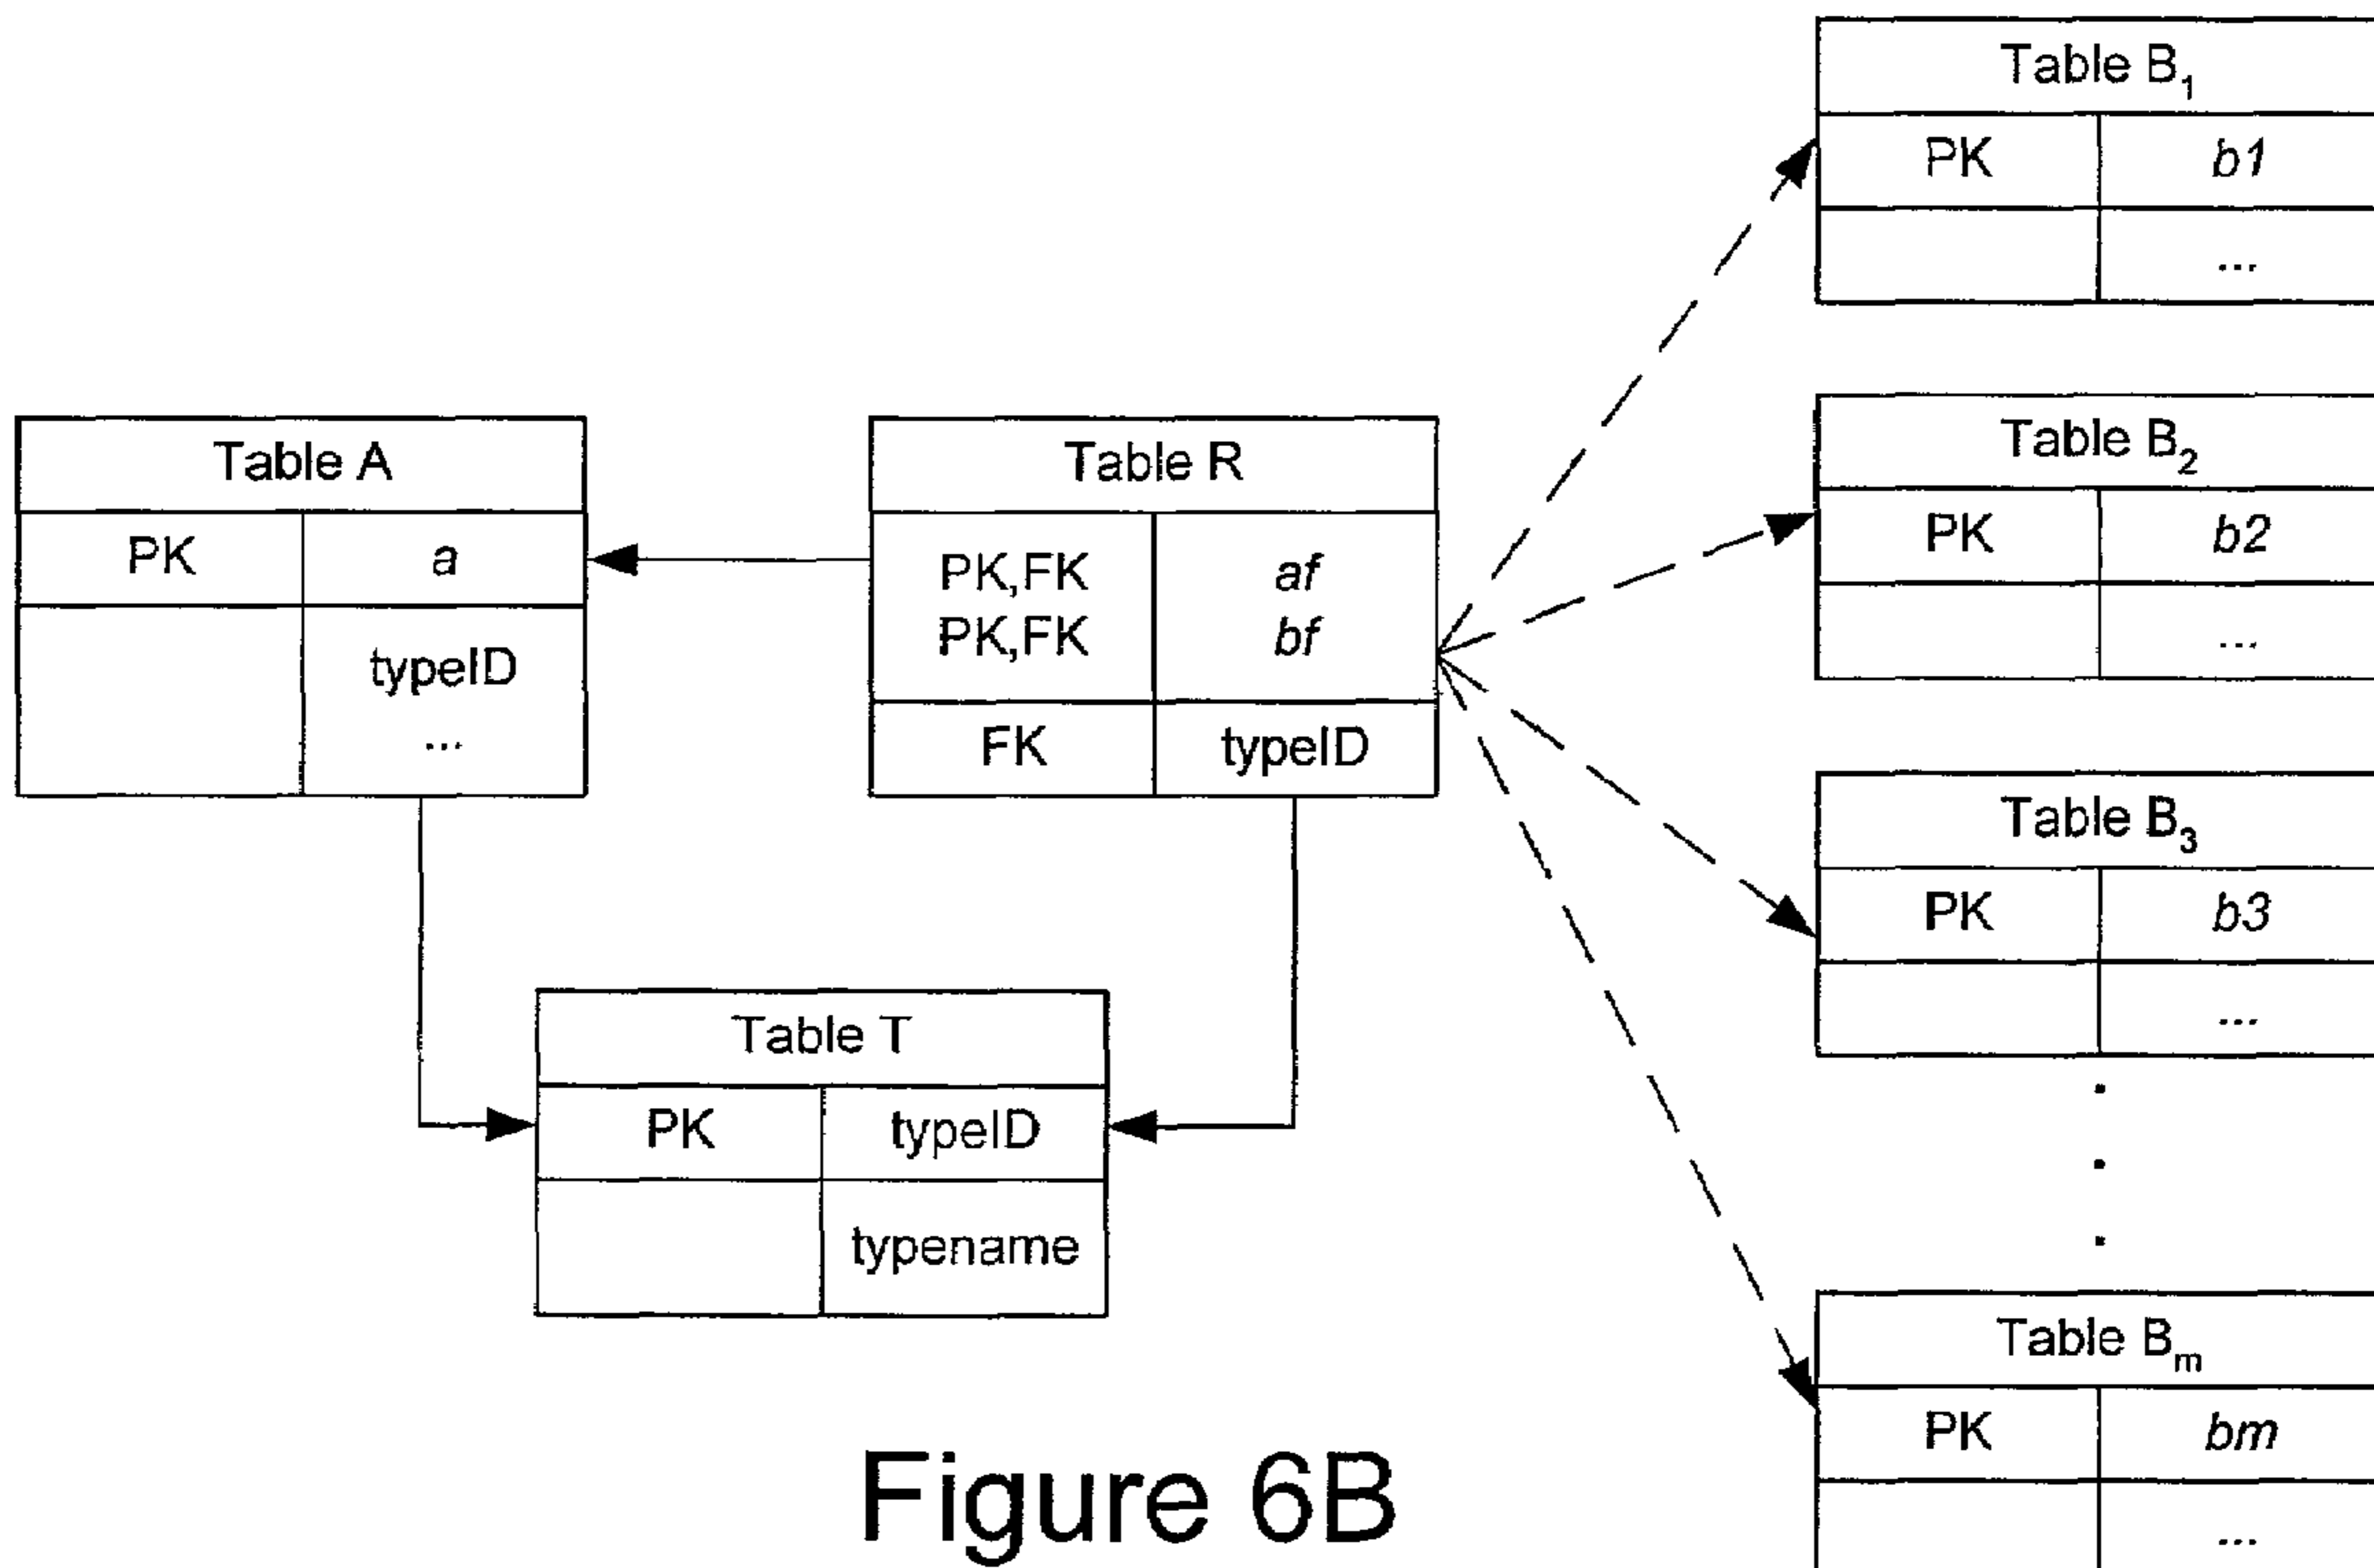 Table B1
PK b1
...
Table B2
PK b2
...
Table A
PK a
typeID
...
Table R
PK,FK af
PK,FK bf
FK typeID
Table B3
PK b3
...
Table T
PK typeID
typename
Table Bm
PK bm
...
Figure 6B